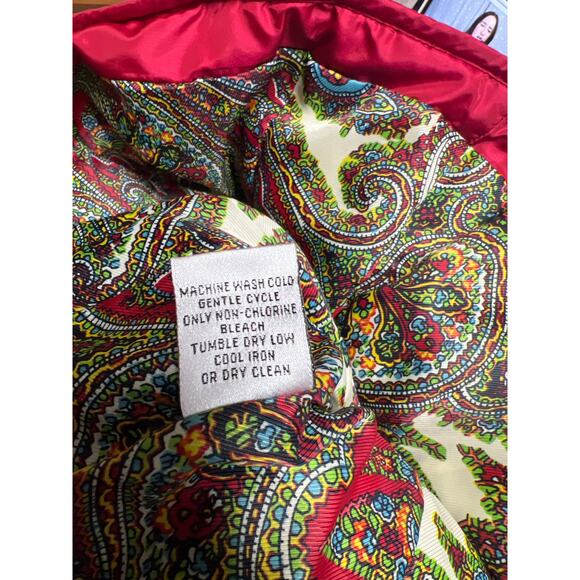 MACHINE WASH COLD
GENTLE CYCLE
ONLY NON-CHLORINE
BLEACH
TUMBLE DRY LOW
COOL IRON
OR DRY CLEAN